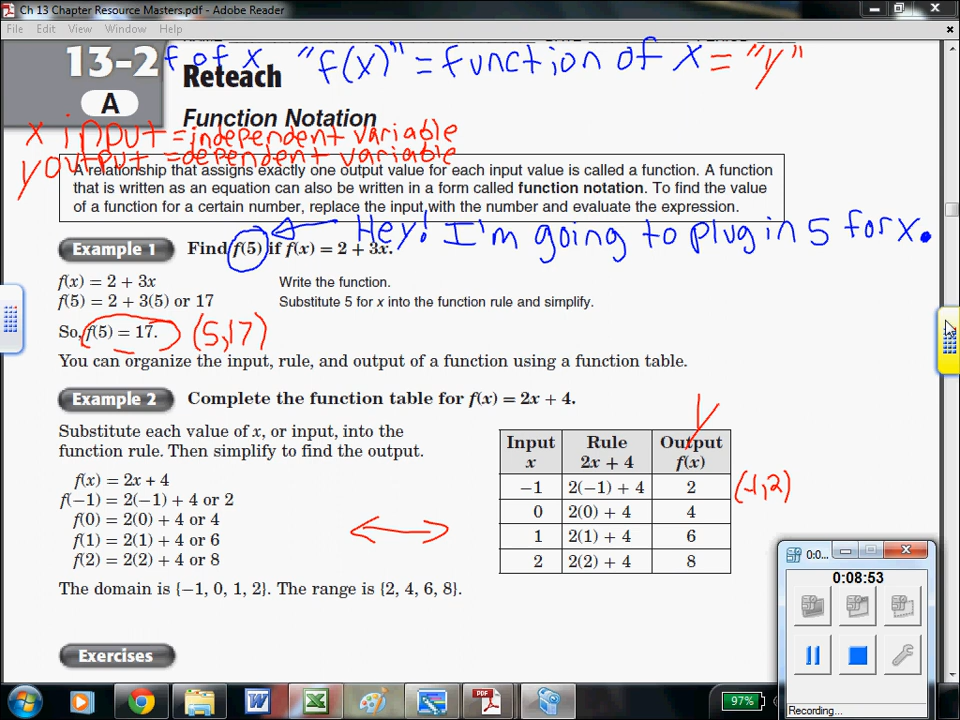 Ch 13 Chapter Resource Masters.pdf - Adobe Reader
File Edit View Window Help
13-2
f of x "f(x)" = function of x = "y"
Reteach
A
Function Notation
x input = independent variable
y output = dependent variable
A relationship that assigns exactly one output value for each input value is called a function. A function
that is written as an equation can also be written in a form called function notation. To find the value
of a function for a certain number, replace the input with the number and evaluate the expression.
Hey! I'm going to plug in 5 for x.
Example 1 Find f(5) if f(x) = 2 + 3x.
f(x) = 2 + 3x Write the function.
f(5) = 2 + 3(5) or 17 Substitute 5 for x into the function rule and simplify.
So, f(5) = 17. (5,17)
You can organize the input, rule, and output of a function using a function table.
Example 2 Complete the function table for f(x) = 2x + 4.
Substitute each value of x, or input, into the
function rule. Then simplify to find the output.
f(x) = 2x + 4
f(−1) = 2(−1) + 4 or 2
f(0) = 2(0) + 4 or 4
f(1) = 2(1) + 4 or 6
f(2) = 2(2) + 4 or 8
y
Input Rule Output
x 2x + 4 f(x)
−1 2(−1) + 4 2 (-1,2)
0 2(0) + 4 4
1 2(1) + 4 6
2 2(2) + 4 8
The domain is {−1, 0, 1, 2}. The range is {2, 4, 6, 8}.
Exercises
0:0...
0:08:53
Recording...
97%